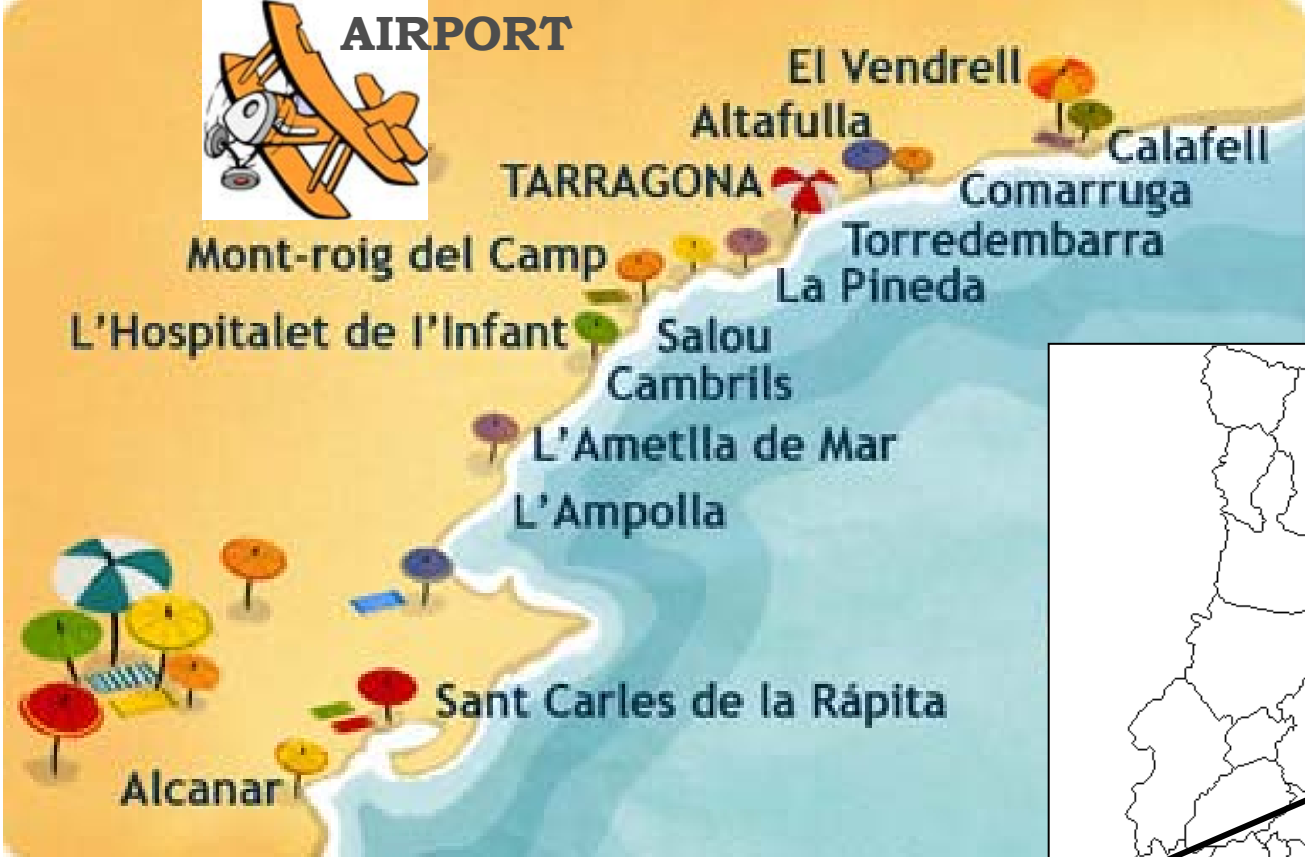 AIRPORT
El Vendrell
Altafulla
Calafell
TARRAGONA
Comarruga
Mont-roig del Camp
Torredembarra
La Pineda
L'Hospitalet de l'Infant
Salou
Cambrils
L'Ametlla de Mar
L'Ampolla
Sant Carles de la Rápita
Alcanar